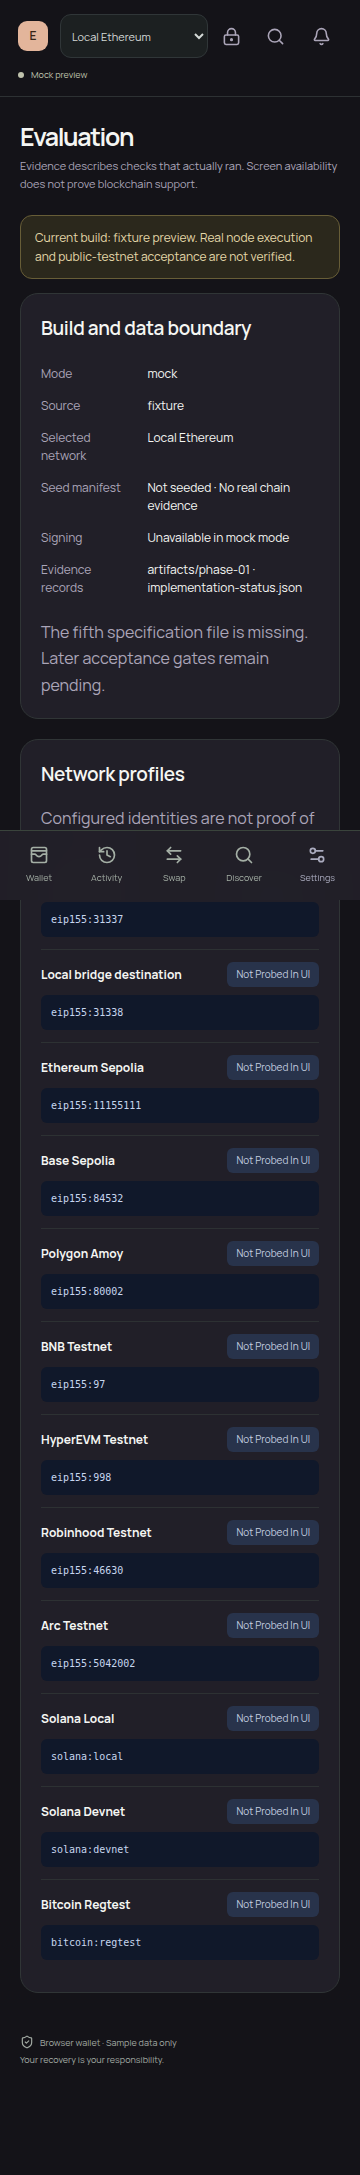 E
Local Ethereum
Mock preview
Evaluation
Evidence describes checks that actually ran. Screen availability
does not prove blockchain support.
Current build: fixture preview. Real node execution
and public-testnet acceptance are not verified.
Build and data boundary
Mode mock
Source fixture
Selected
network
Local Ethereum
Seed manifest
Not seeded · No real chain
evidence
Signing Unavailable in mock mode
Evidence
records
artifacts/phase-01 ·
implementation-status.json
The fifth specification file is missing.
Later acceptance gates remain
pending.
Network profiles
Configured identities are not proof of
Wallet Activity Swap Discover Settings
eip155:31337
Local bridge destination Not Probed In UI
eip155:31338
Ethereum Sepolia Not Probed In UI
eip155:11155111
Base Sepolia Not Probed In UI
eip155:84532
Polygon Amoy Not Probed In UI
eip155:80002
BNB Testnet Not Probed In UI
eip155:97
HyperEVM Testnet Not Probed In UI
eip155:998
Robinhood Testnet Not Probed In UI
eip155:46630
Arc Testnet Not Probed In UI
eip155:5042002
Solana Local Not Probed In UI
solana:local
Solana Devnet Not Probed In UI
solana:devnet
Bitcoin Regtest Not Probed In UI
bitcoin:regtest
Browser wallet · Sample data only
Your recovery is your responsibility.